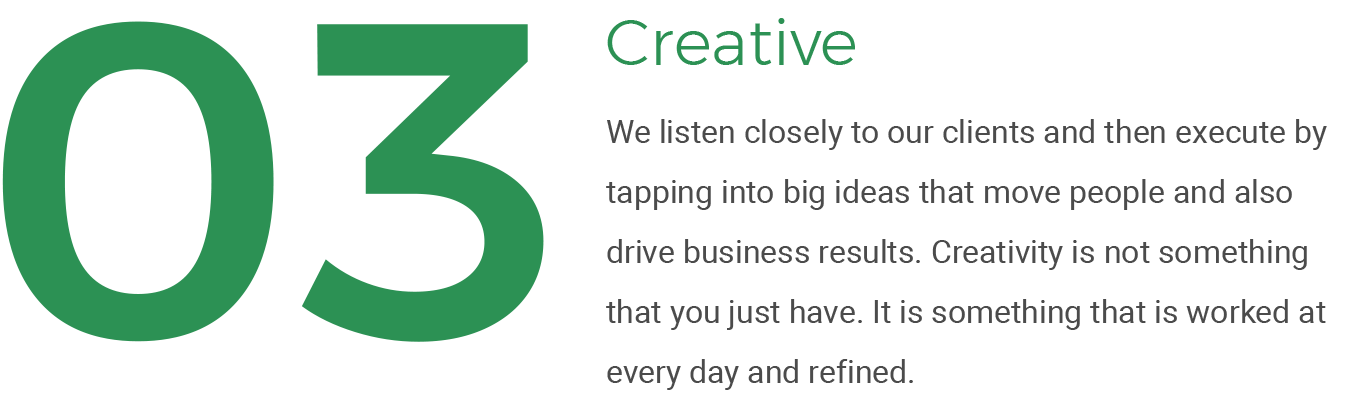 03
Creative
We listen closely to our clients and then execute by
tapping into big ideas that move people and also
drive business results. Creativity is not something
that you just have. It is something that is worked at
every day and refined.